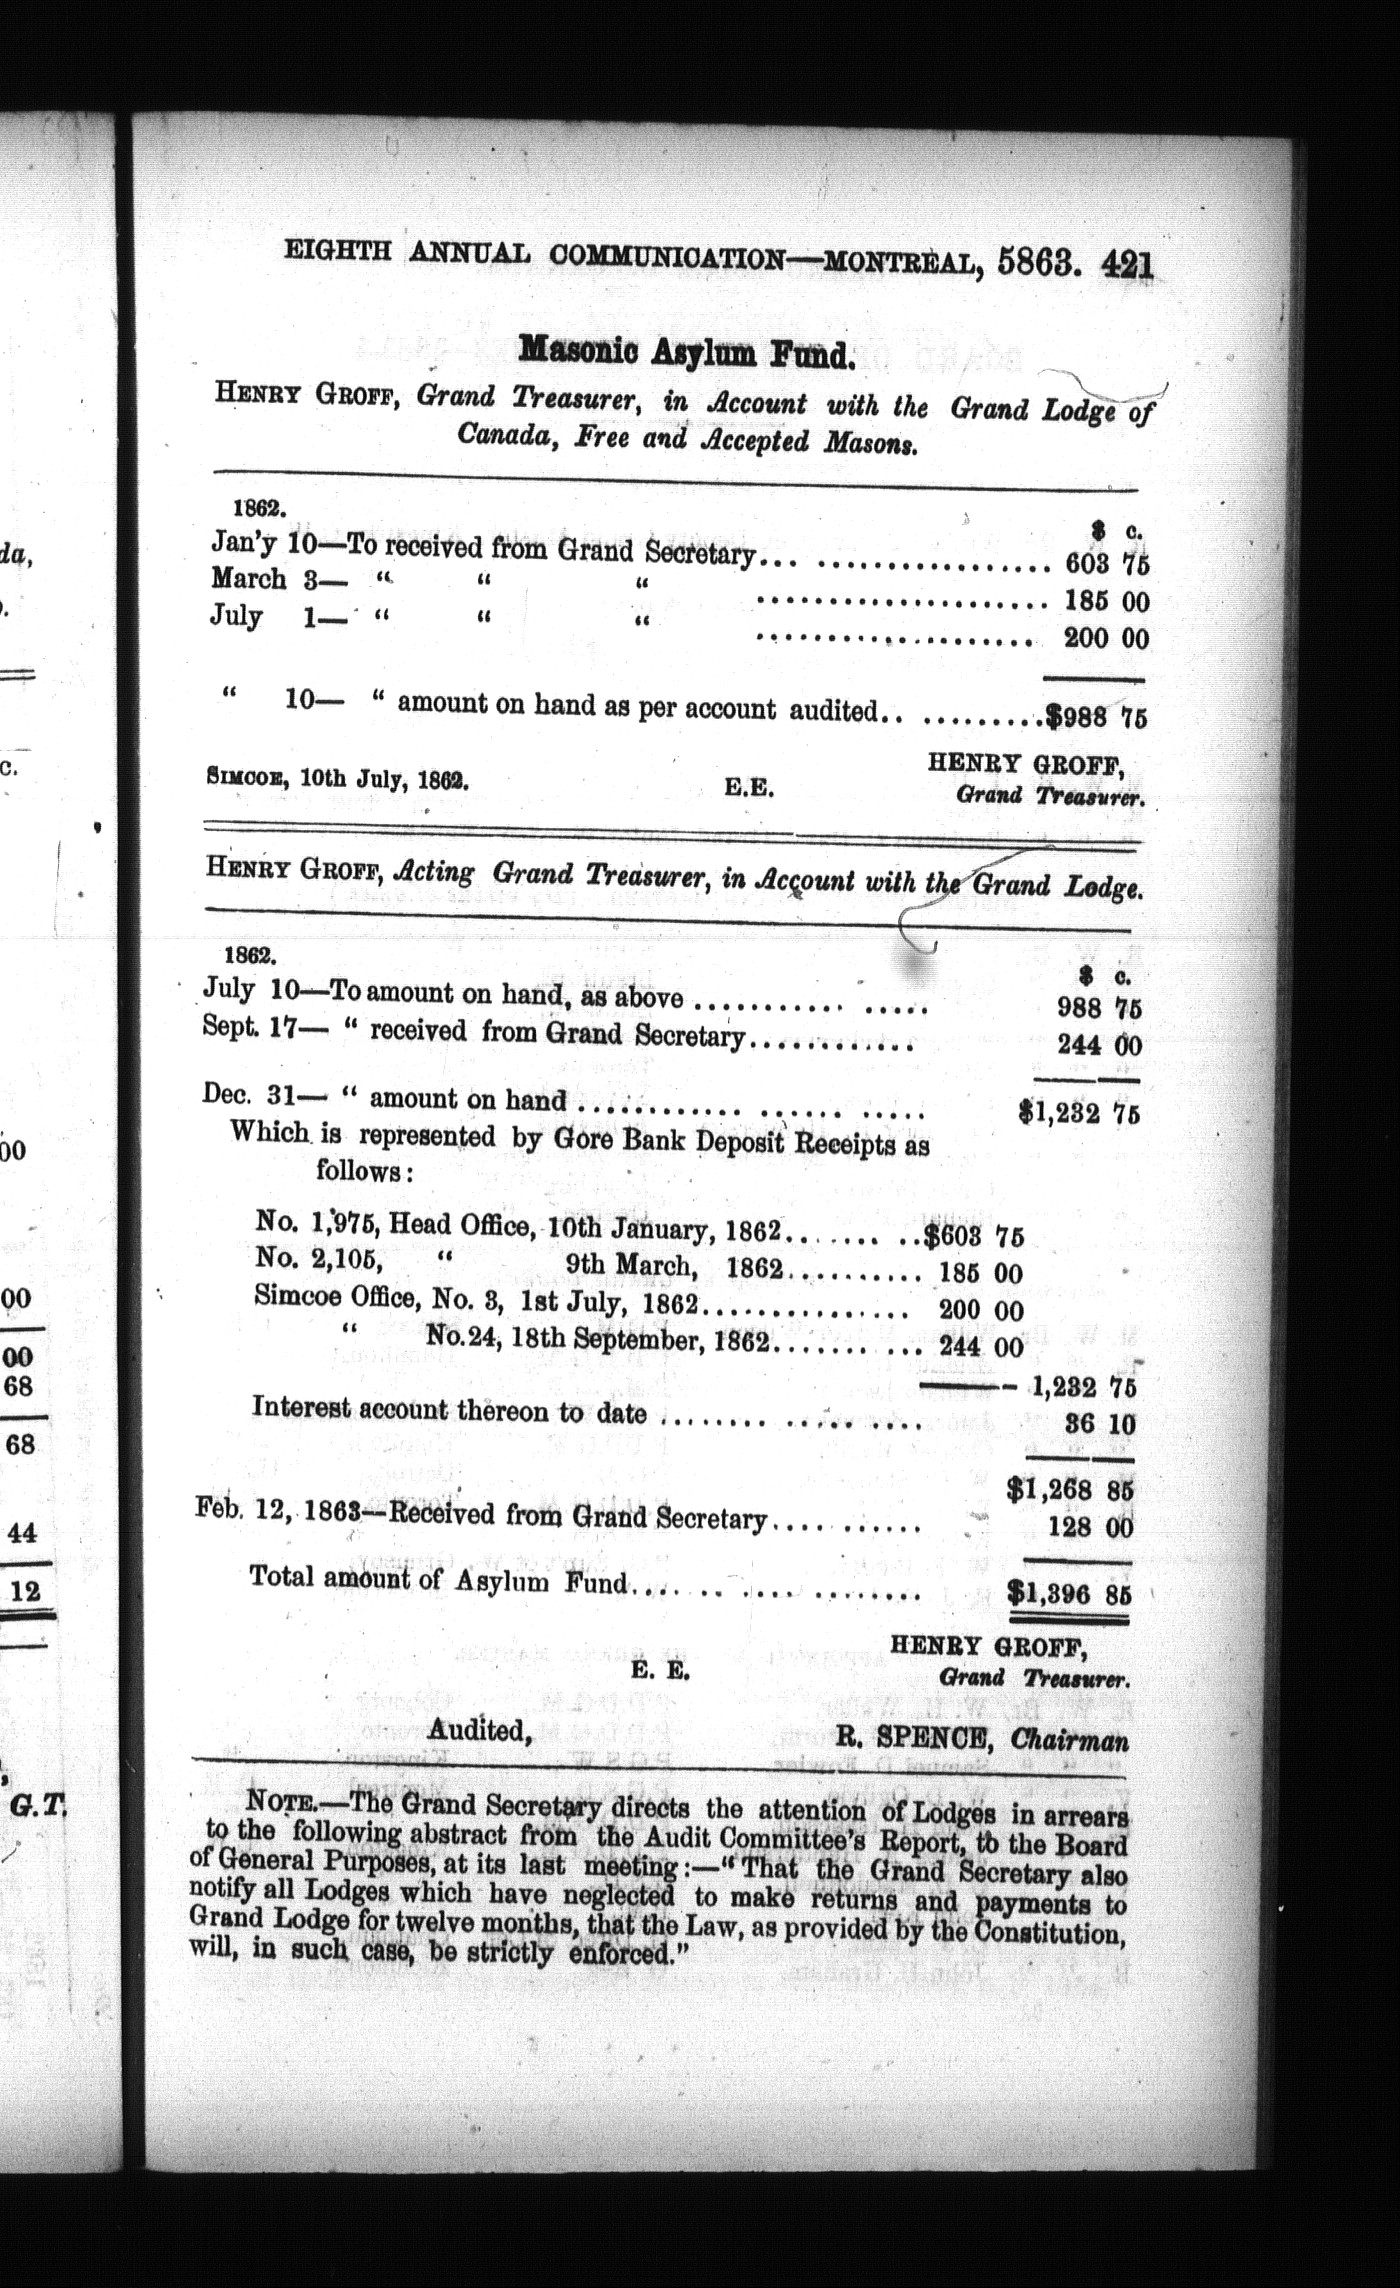 EIGHTH ANNUAL COMMUNICATION—MONTREAL, 5863. 421
Masonic Asylum Fund.
HENRY GROFF, Grand Treasurer, in Account with the Grand Lodge of
Canada, Free and Accepted Masons.
1862.
$ c.
Jan'y 10—To received from Grand Secretary... .................. 603 75
March 3— “ “ “ ..................... 185 00
July 1— “ “ “ .................... 200 00
“ 10— “ amount on hand as per account audited.. ..........$988 75
HENRY GROFF,
SIMCOE, 10th July, 1862. E.E. Grand Treasurer.
HENRY GROFF, Acting Grand Treasurer, in Account with the Grand Lodge.
1862.
$ c.
July 10—To amount on hand, as above ............ ..... 988 75
Sept. 17— “ received from Grand Secretary............. 244 00
Dec. 31— “ amount on hand ............. ...... ..... $1,232 75
Which is represented by Gore Bank Deposit Receipts as
follows:
No. 1,975, Head Office, 10th January, 1862........ ..$603 75
No. 2,105, “ 9th March, 1862........... 185 00
Simcoe Office, No. 3, 1st July, 1862................ 200 00
“ No. 24, 18th September, 1862....... ... 244 00
——— 1,232 75
Interest account thereon to date ........ ..... .... 36 10
$1,268 85
Feb. 12, 1863—Received from Grand Secretary.... ...... 128 00
Total amount of Asylum Fund.... .. .... ........ $1,396 85
HENRY GROFF,
E. E. Grand Treasurer.
Audited, R. SPENCE, Chairman
NOTE.—The Grand Secretary directs the attention of Lodges in arrears
to the following abstract from the Audit Committee's Report, to the Board
of General Purposes, at its last meeting:—“That the Grand Secretary also
notify all Lodges which have neglected to make returns and payments to
Grand Lodge for twelve months, that the Law, as provided by the Constitution,
will, in such case, be strictly enforced.”
da,
c.
00
00
00
68
68
44
12
G.T.